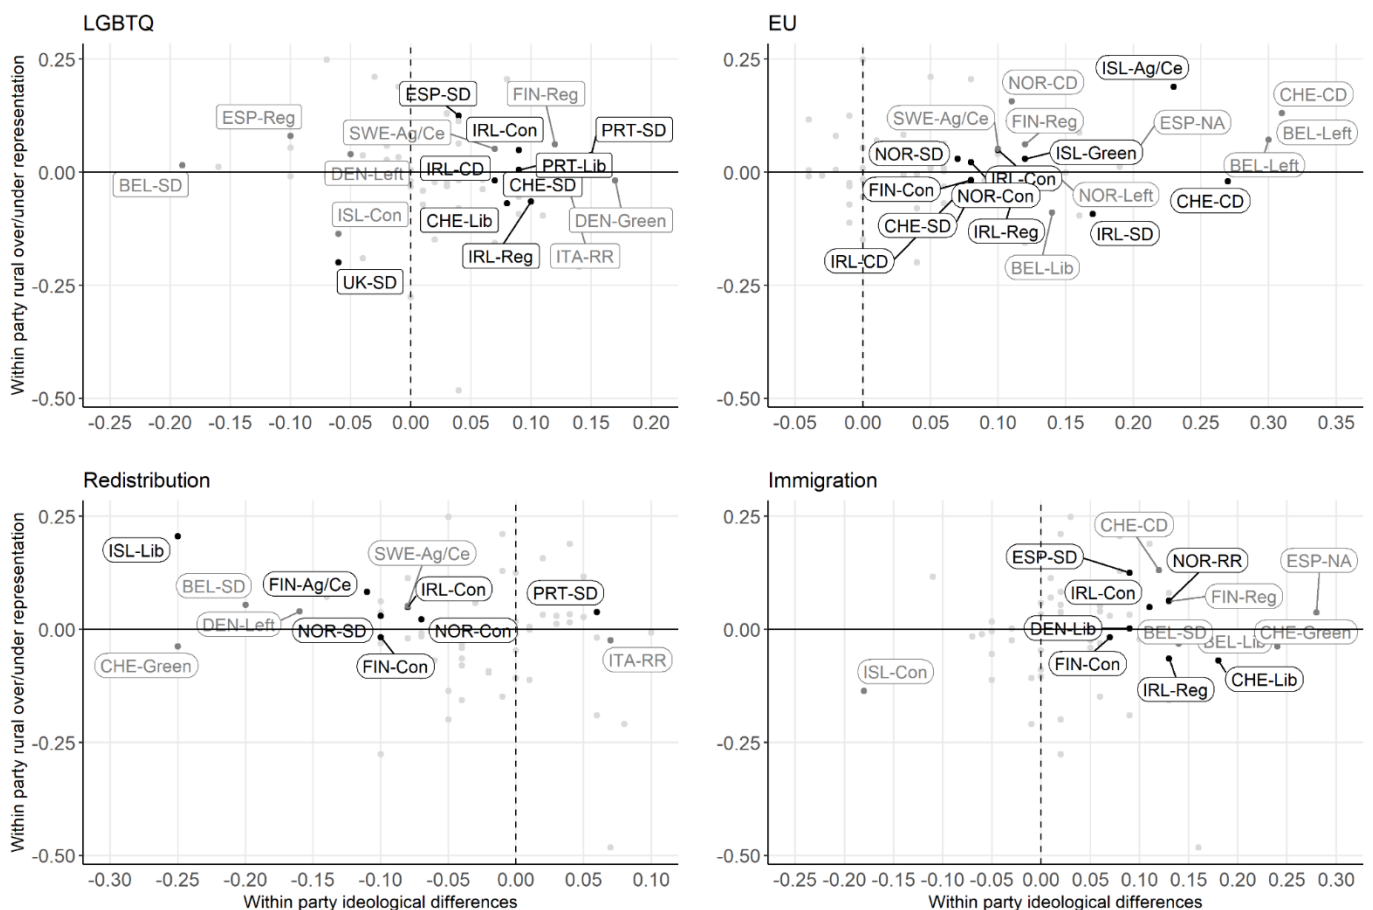 LGBTQ
Within party rural over/under representation
0.25
0.00
-0.25
-0.50
ESP-SD
FIN-Reg
ESP-Reg
SWE-Ag/Ce
IRL-Con
PRT-SD
DEN-Left
IRL-CD
PRT-Lib
BEL-SD
CHE-SD
ISL-Con
CHE-Lib
DEN-Green
IRL-Reg
ITA-RR
UK-SD
-0.25 -0.20 -0.15 -0.10 -0.05 0.00 0.05 0.10 0.15 0.20
EU
0.25
0.00
-0.25
-0.50
ISL-Ag/Ce
NOR-CD
CHE-CD
SWE-Ag/Ce
FIN-Reg
ESP-NA
BEL-Left
NOR-SD
ISL-Green
BEL-Left
IRL-Con
FIN-Con
NOR-Con
NOR-Left
CHE-CD
CHE-SD
IRL-Reg
IRL-SD
IRL-CD
BEL-Lib
-0.05 0.00 0.05 0.10 0.15 0.20 0.25 0.30 0.35
Redistribution
Within party rural over/under representation
0.25
0.00
-0.25
-0.50
ISL-Lib
SWE-Ag/Ce
BEL-SD
FIN-Ag/Ce
IRL-Con
PRT-SD
DEN-Left
NOR-SD
NOR-Con
CHE-Green
FIN-Con
ITA-RR
-0.30 -0.25 -0.20 -0.15 -0.10 -0.05 0.00 0.05 0.10
Within party ideological differences
Immigration
0.25
0.00
-0.25
-0.50
CHE-CD
ESP-SD
NOR-RR
ESP-NA
IRL-Con
FIN-Reg
DEN-Lib
BEL-SD
BEL-Lib
CHE-Green
FIN-Con
ISL-Con
IRL-Reg
CHE-Lib
-0.25 -0.20 -0.15 -0.10 -0.05 0.00 0.05 0.10 0.15 0.20 0.25 0.30
Within party ideological differences